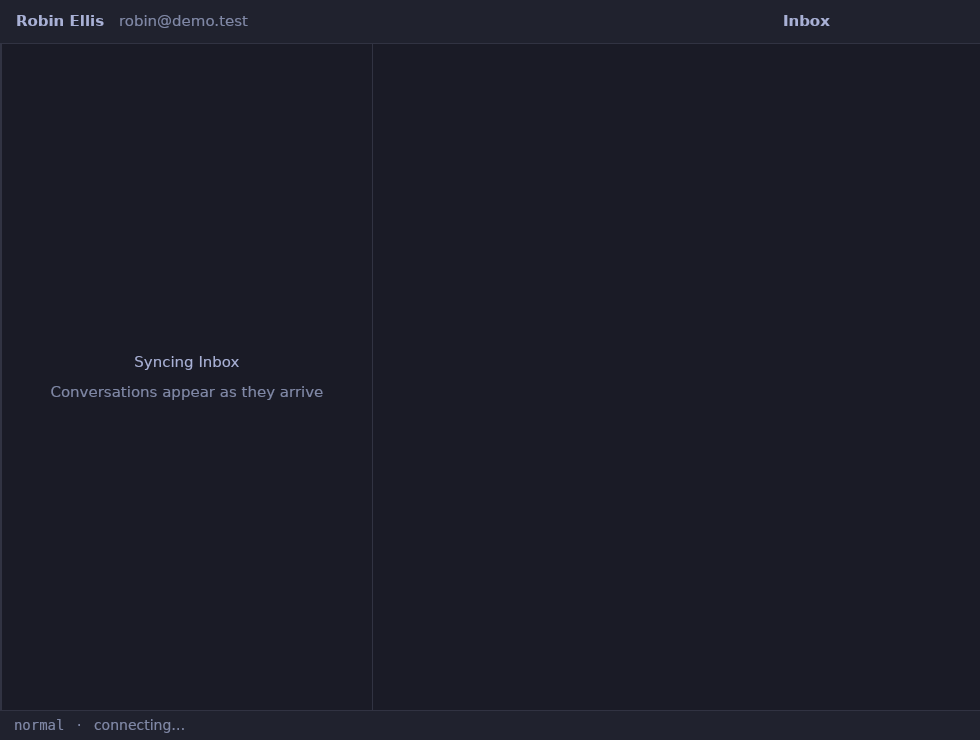 Robin Ellis robin@demo.test Inbox
Syncing Inbox
Conversations appear as they arrive
normal · connecting…